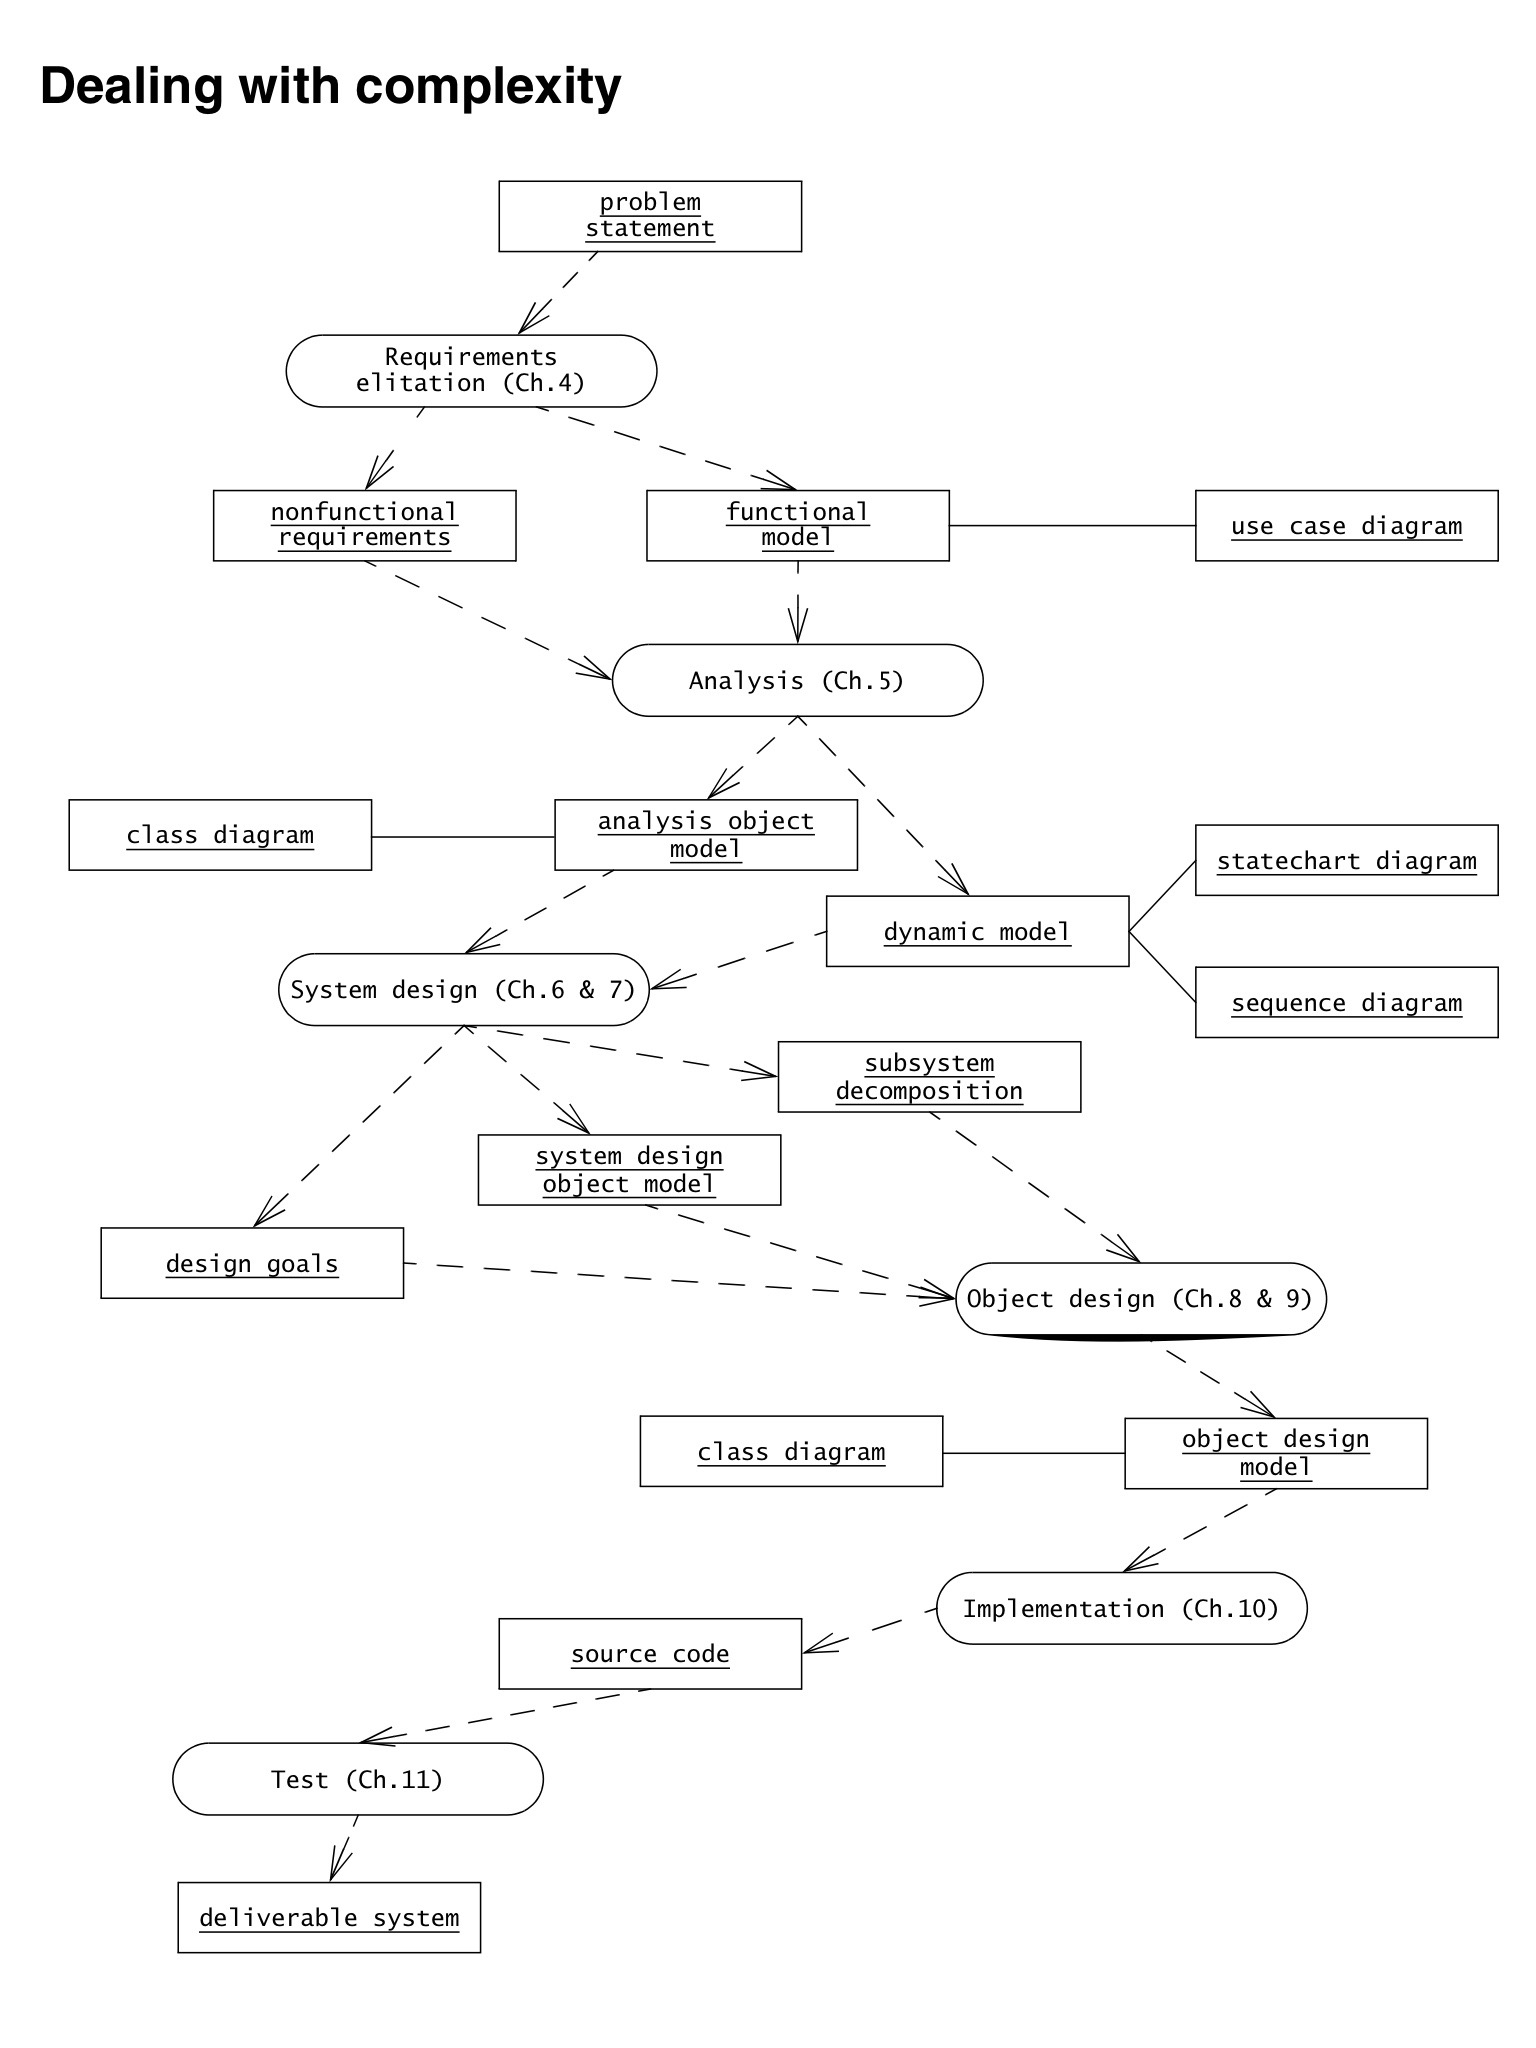 Dealing with complexity
problem
statement
Requirements
elitation (Ch.4)
nonfunctional
requirements
functional
model
use case diagram
Analysis (Ch.5)
class diagram
analysis object
model
statechart diagram
dynamic model
System design (Ch.6 & 7)
sequence diagram
subsystem
decomposition
system design
object model
design goals
Object design (Ch.8 & 9)
class diagram
object design
model
Implementation (Ch.10)
source code
Test (Ch.11)
deliverable system